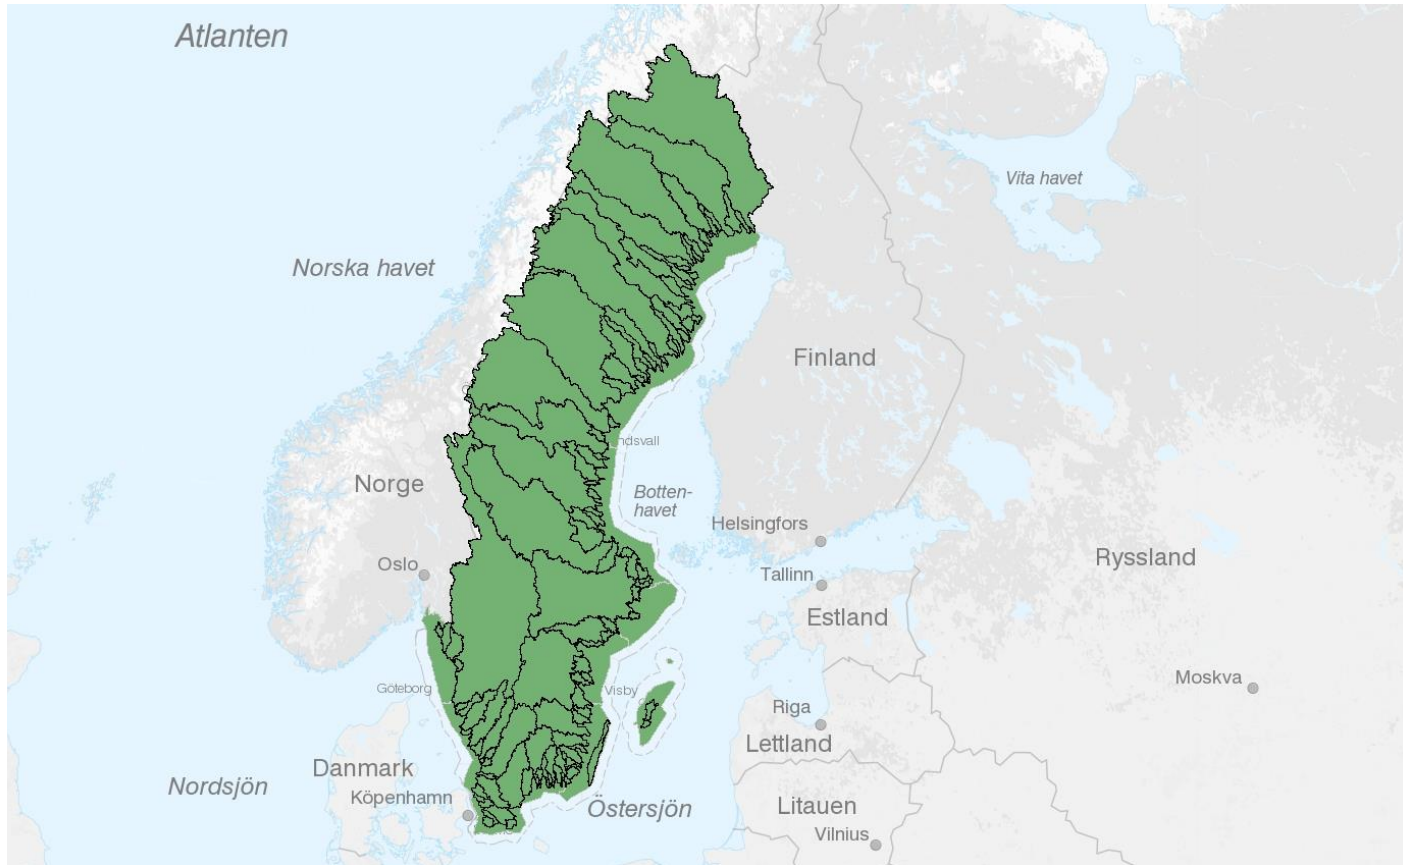 Atlanten
Vita havet
Norska havet
Finland
ndsvall
Norge
Botten-
havet
Helsingfors
Ryssland
Oslo
Tallinn
Estland
Göteborg
Visby
Moskva
Riga
Lettland
Danmark
Nordsjön
Köpenhamn
Östersjön
Litauen
Vilnius